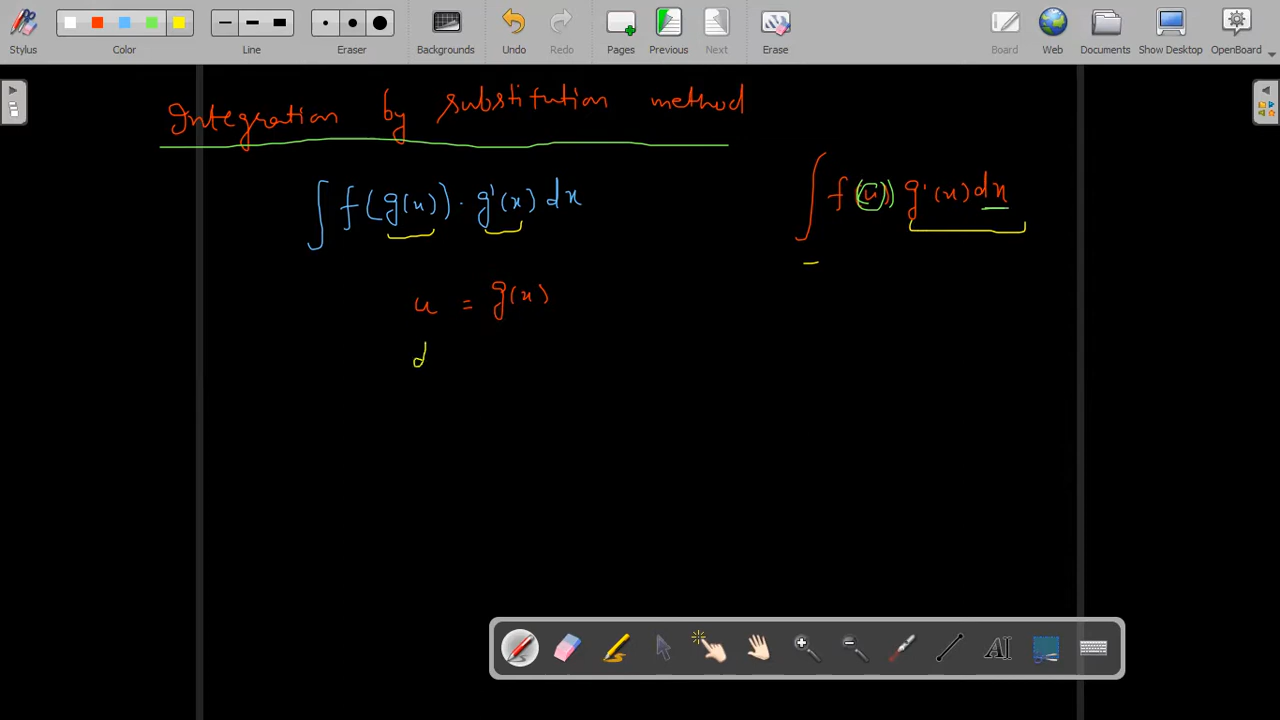 Stylus Color Line Eraser Backgrounds Undo Redo Pages Previous Next Erase Board Web Documents Show Desktop OpenBoard
Integration by substitution method
∫ f(g(x)) · g'(x) dx
∫ f(u) g'(x) dx
u = g(x)
d